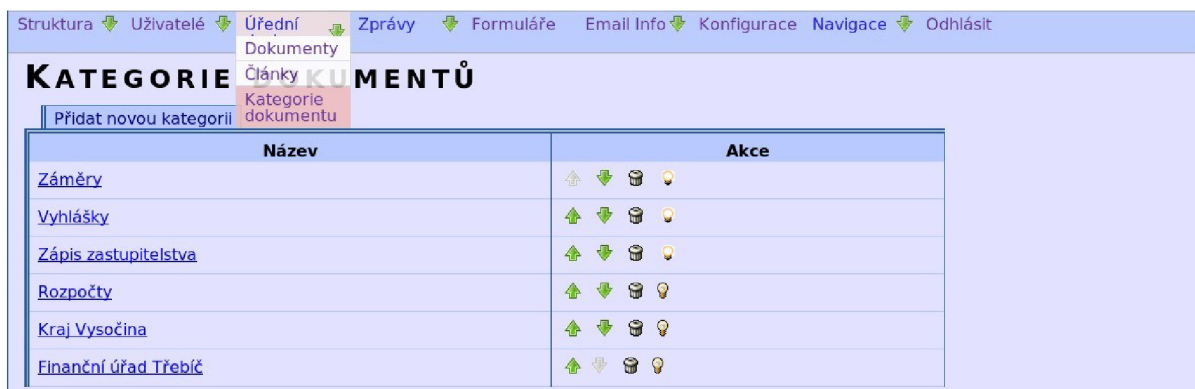 Struktura Uživatelé Úřední Zprávy Formuláře Email Info Konfigurace Navigace Odhlásit
Dokumenty
Články
Kategorie
dokumentu
KATEGORIE DOKUMENTŮ
Přidat novou kategorii
Název Akce
Záměry
Vyhlášky
Zápis zastupitelstva
Rozpočty
Kraj Vysočina
Finanční úřad Třebíč